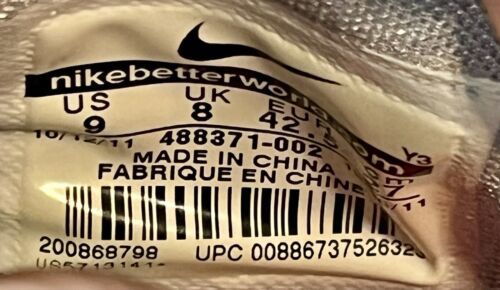 nikebetterworld.com
US UK EUR
9 8 42.5
10/12/11 488371-002 Y3
MADE IN CHINA
FABRIQUE EN CHINE
200868798 UPC 00886737526326